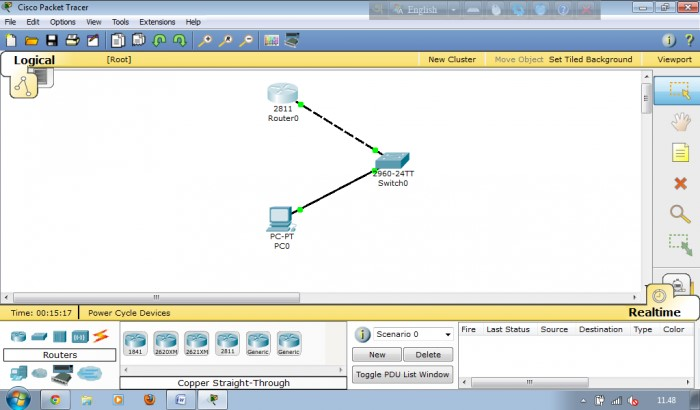 Cisco Packet Tracer
English
File Edit Options View Tools Extensions Help
Logical [Root] New Cluster Move Object Set Tiled Background Viewport
2811
Router0
2960-24TT
Switch0
PC-PT
PC0
Time: 00:15:17 Power Cycle Devices Realtime
Routers
1841 2620XM 2621XM 2811 Generic Generic
Copper Straight-Through
Scenario 0
New Delete
Toggle PDU List Window
Fire Last Status Source Destination Type Color
11.48